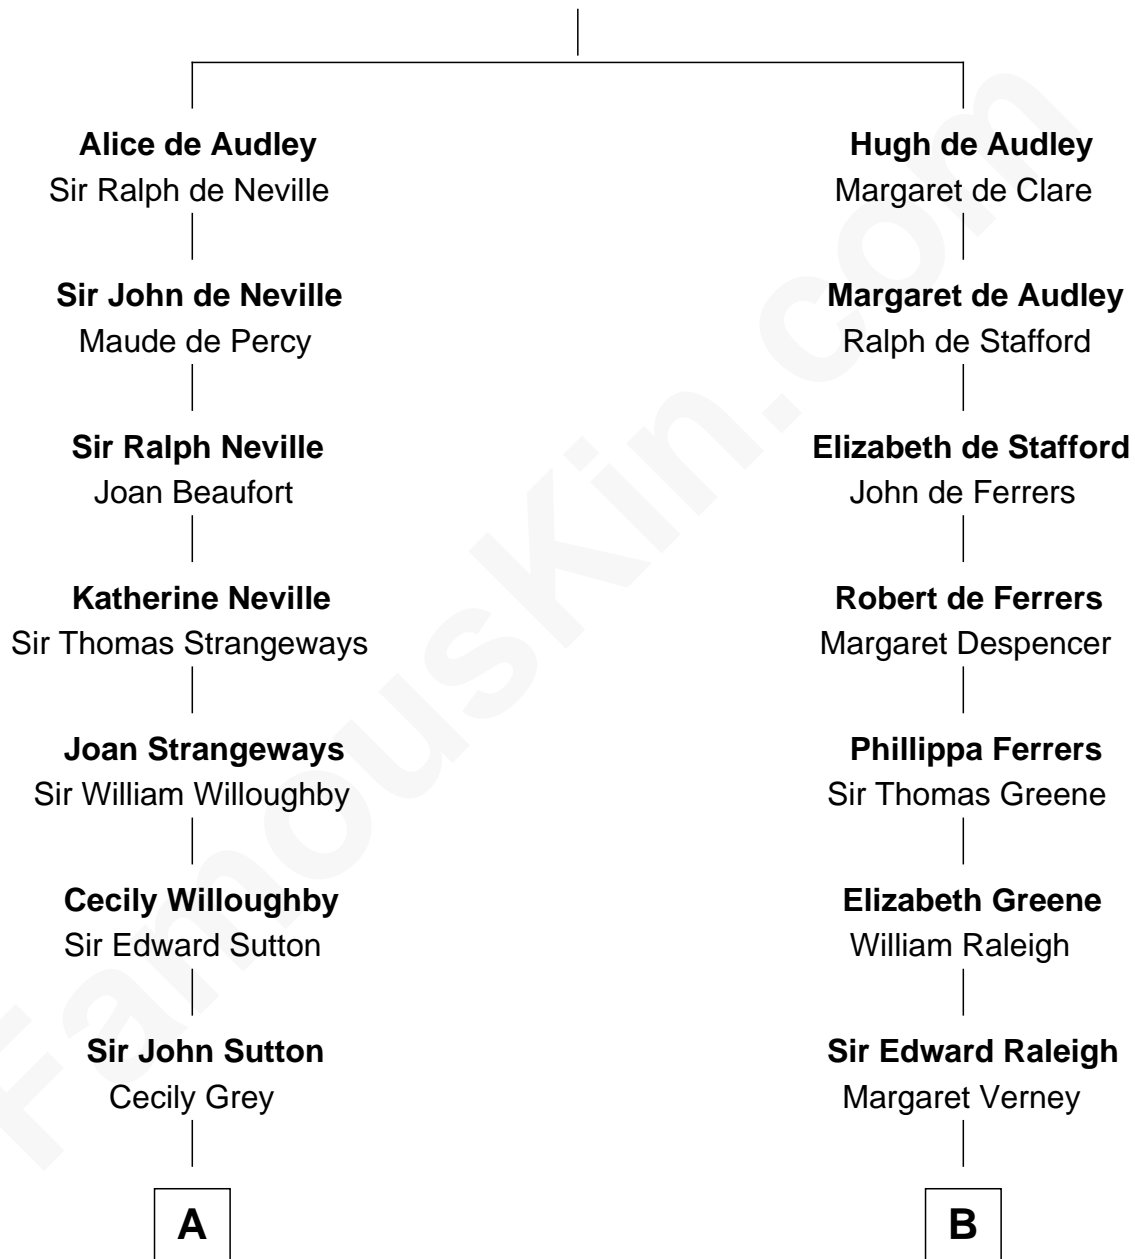 Alice de Audley
Sir Ralph de Neville
Sir John de Neville
Maude de Percy
Sir Ralph Neville
Joan Beaufort
Katherine Neville
Sir Thomas Strangeways
Joan Strangeways
Sir William Willoughby
Cecily Willoughby
Sir Edward Sutton
Sir John Sutton
Cecily Grey
A
Hugh de Audley
Margaret de Clare
Margaret de Audley
Ralph de Stafford
Elizabeth de Stafford
John de Ferrers
Robert de Ferrers
Margaret Despencer
Phillippa Ferrers
Sir Thomas Greene
Elizabeth Greene
William Raleigh
Sir Edward Raleigh
Margaret Verney
B
FamousKin.com